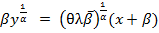 βy^{1/α} = (θλβ̄)^{1/α}(x + β)